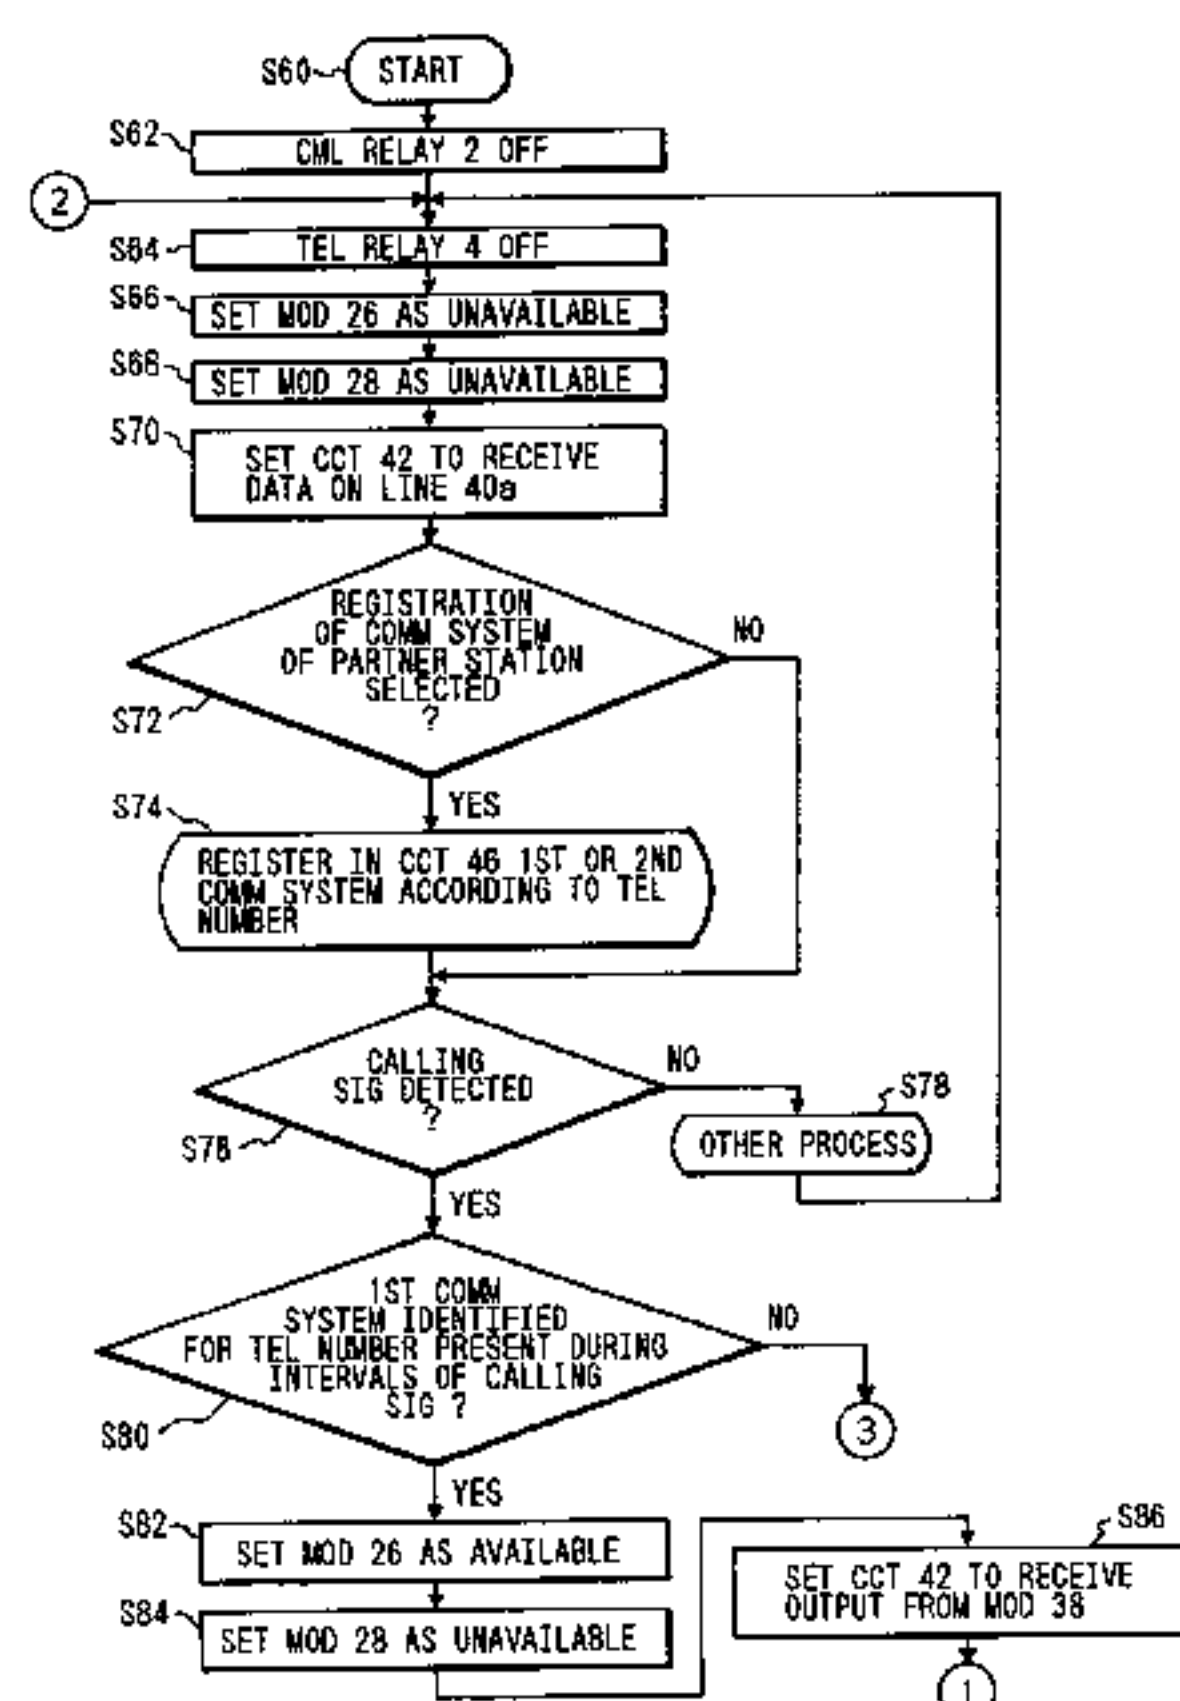 S60
START
S62
CML RELAY 2 OFF
2
S64
TEL RELAY 4 OFF
S66
SET MOD 26 AS UNAVAILABLE
S68
SET MOD 28 AS UNAVAILABLE
S70
SET CCT 42 TO RECEIVE
DATA ON LINE 40a
REGISTRATION
OF COMM SYSTEM
OF PARTNER STATION
SELECTED
?
NO
S72
YES
S74
REGISTER IN CCT 46 1ST OR 2ND
COMM SYSTEM ACCORDING TO TEL
NUMBER
CALLING
SIG DETECTED
?
NO
S76
S78
OTHER PROCESS
YES
1ST COMM
SYSTEM IDENTIFIED
FOR TEL NUMBER PRESENT DURING
INTERVALS OF CALLING
SIG ?
NO
S80
3
YES
S82
SET MOD 26 AS AVAILABLE
S84
SET MOD 28 AS UNAVAILABLE
S86
SET CCT 42 TO RECEIVE
OUTPUT FROM MOD 38
1